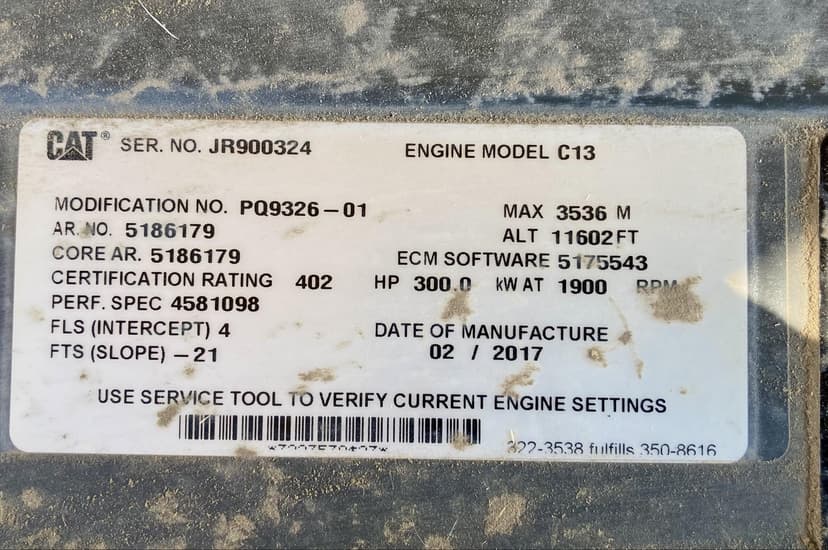 CAT® SER. NO. JR900324 ENGINE MODEL C13
MODIFICATION NO. PQ9326-01 MAX 3536 M
AR. NO. 5186179 ALT 11602 FT
CORE AR. 5186179 ECM SOFTWARE 5175543
CERTIFICATION RATING 402 HP 300.0 kW AT 1900 RPM
PERF. SPEC 4581098
FLS (INTERCEPT) 4 DATE OF MANUFACTURE
FTS (SLOPE) -21 02 / 2017
USE SERVICE TOOL TO VERIFY CURRENT ENGINE SETTINGS
322-3538 fulfills 350-8616